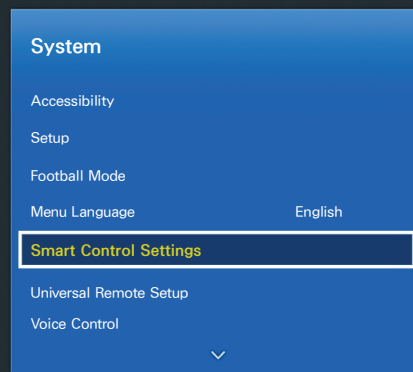 System
Accessibility
Setup
Football Mode
Menu Language English
Smart Control Settings
Universal Remote Setup
Voice Control